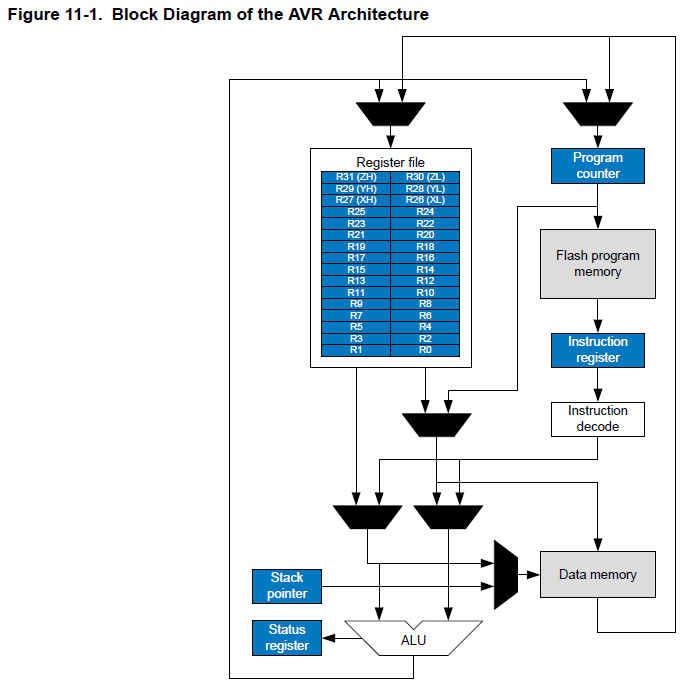 Figure 11-1. Block Diagram of the AVR Architecture
Register file
R31 (ZH) R30 (ZL)
R29 (YH) R28 (YL)
R27 (XH) R26 (XL)
R25 R24
R23 R22
R21 R20
R19 R18
R17 R16
R15 R14
R13 R12
R11 R10
R9 R8
R7 R6
R5 R4
R3 R2
R1 R0
Program
counter
Flash program
memory
Instruction
register
Instruction
decode
Data memory
Stack
pointer
Status
register
ALU